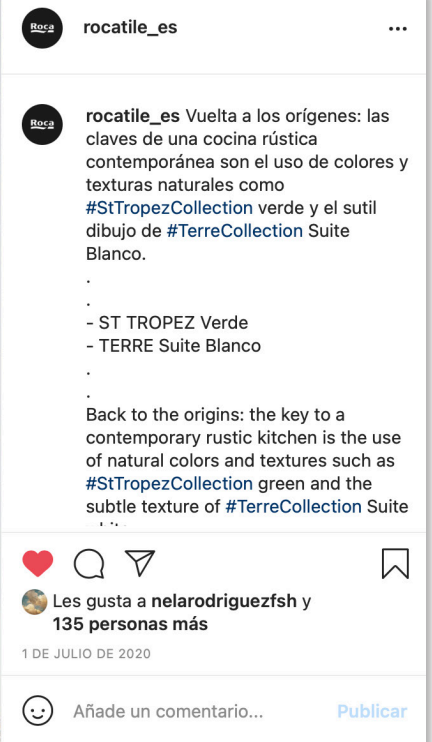 Roca
rocatile_es
Roca
rocatile_es Vuelta a los orígenes: las
claves de una cocina rústica
contemporánea son el uso de colores y
texturas naturales como
#StTropezCollection verde y el sutil
dibujo de #TerreCollection Suite
Blanco.
.
.
- ST TROPEZ Verde
- TERRE Suite Blanco
.
.
Back to the origins: the key to a
contemporary rustic kitchen is the use
of natural colors and textures such as
#StTropezCollection green and the
subtle texture of #TerreCollection Suite
Les gusta a nelarodriguezfsh y
135 personas más
1 DE JULIO DE 2020
Añade un comentario...
Publicar